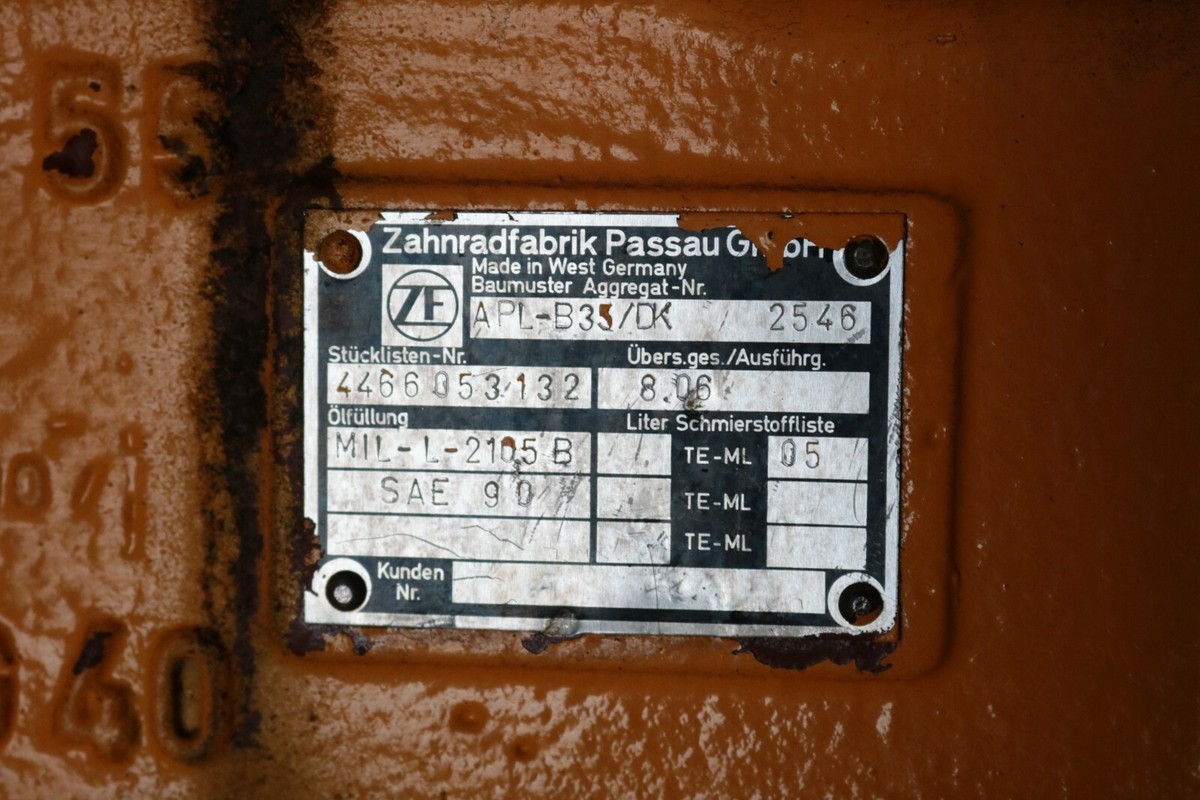 55
Zahnradfabrik Passau GmbH
Made in West Germany
Baumuster Aggregat-Nr.
ZF
APL-B35/DK 2546
Stücklisten-Nr. Übers.ges./Ausführg.
4466 053 132 8.06
Ölfüllung Liter Schmierstoffliste
MIL-L-2105 B TE-ML 05
SAE 90 TE-ML
TE-ML
Kunden
Nr.
40